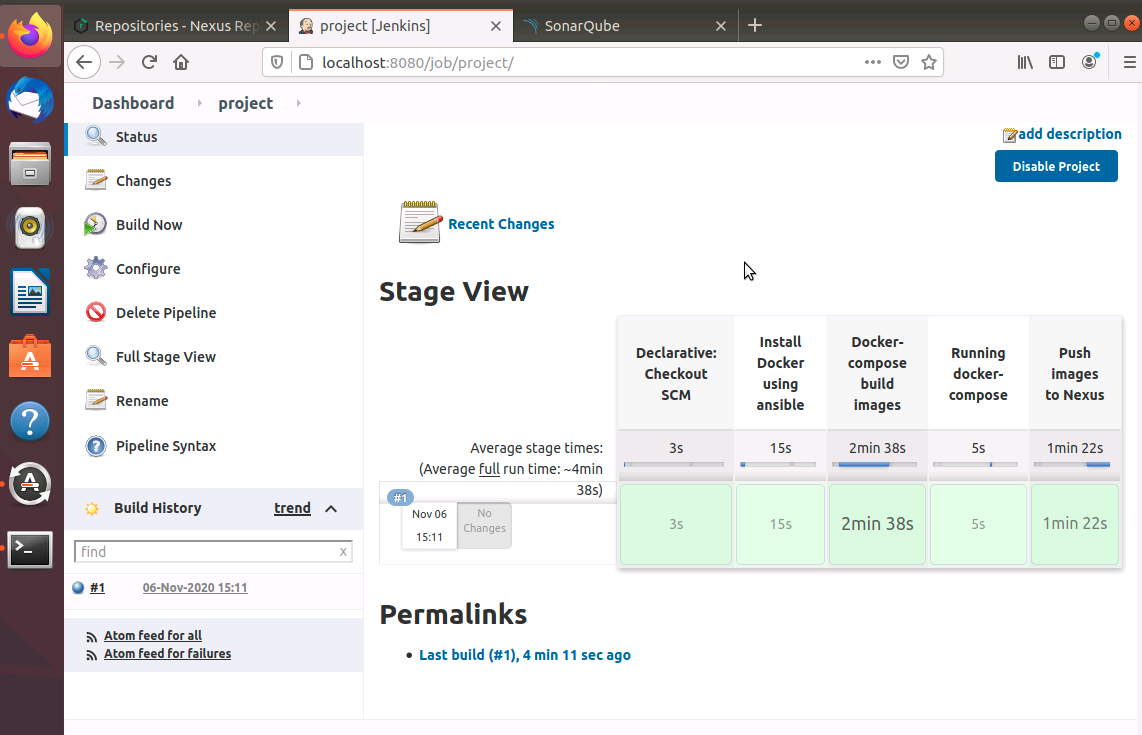 Repositories - Nexus Rep
project [Jenkins]
SonarQube
localhost:8080/job/project/
Dashboard
project
Status
Changes
Build Now
Configure
Delete Pipeline
Full Stage View
Rename
Pipeline Syntax
Build History
trend
find
x
#1
06-Nov-2020 15:11
Atom feed for all
Atom feed for failures
add description
Disable Project
Recent Changes
Stage View
Declarative:
Checkout
SCM
Install
Docker
using
ansible
Docker-
compose
build
images
Running
docker-
compose
Push
images
to Nexus
Average stage times:
(Average full run time: ~4min
38s)
3s
15s
2min 38s
5s
1min 22s
#1
Nov 06
15:11
No
Changes
3s
15s
2min 38s
5s
1min 22s
Permalinks
Last build (#1), 4 min 11 sec ago